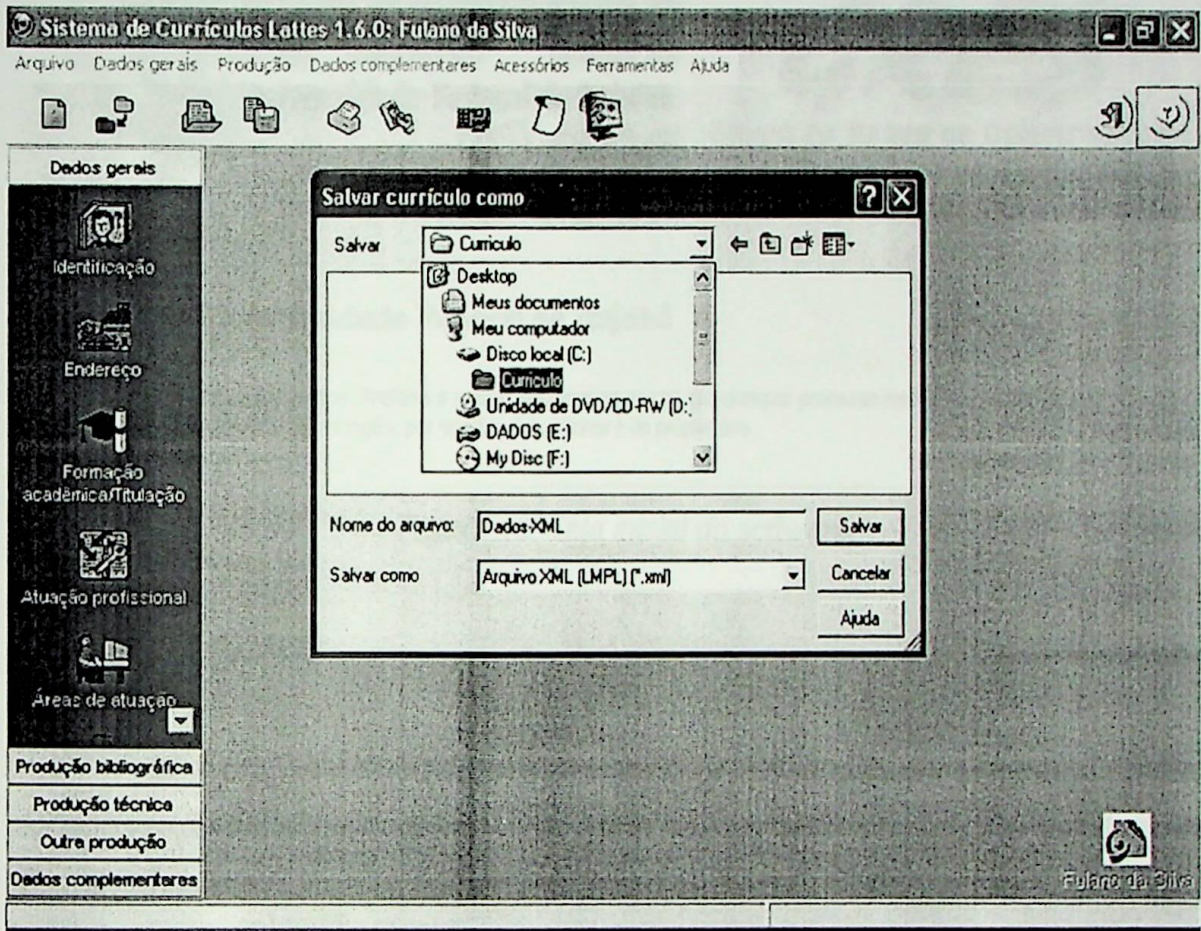 Sistema de Currículos Lattes 1.6.0: Fulano da Silva
Arquivo Dados gerais Produção Dados complementares Acessórios Ferramentas Ajuda
Dados gerais
Identificação
Endereço
Formação
acadêmica/Titulação
Atuação profissional
Áreas de atuação
Produção bibliográfica
Produção técnica
Outra produção
Dados complementares
Salvar currículo como
Salvar
Curriculo
Desktop
Meus documentos
Meu computador
Disco local (C:)
Curriculo
Unidade de DVD/CD-RW (D:
DADOS (E:)
My Disc (F:)
Nome do arquivo: Dados-XML Salvar
Salvar como Arquivo XML (LMPL) (*.xml) Cancelar
Ajuda
Fulano da Silva